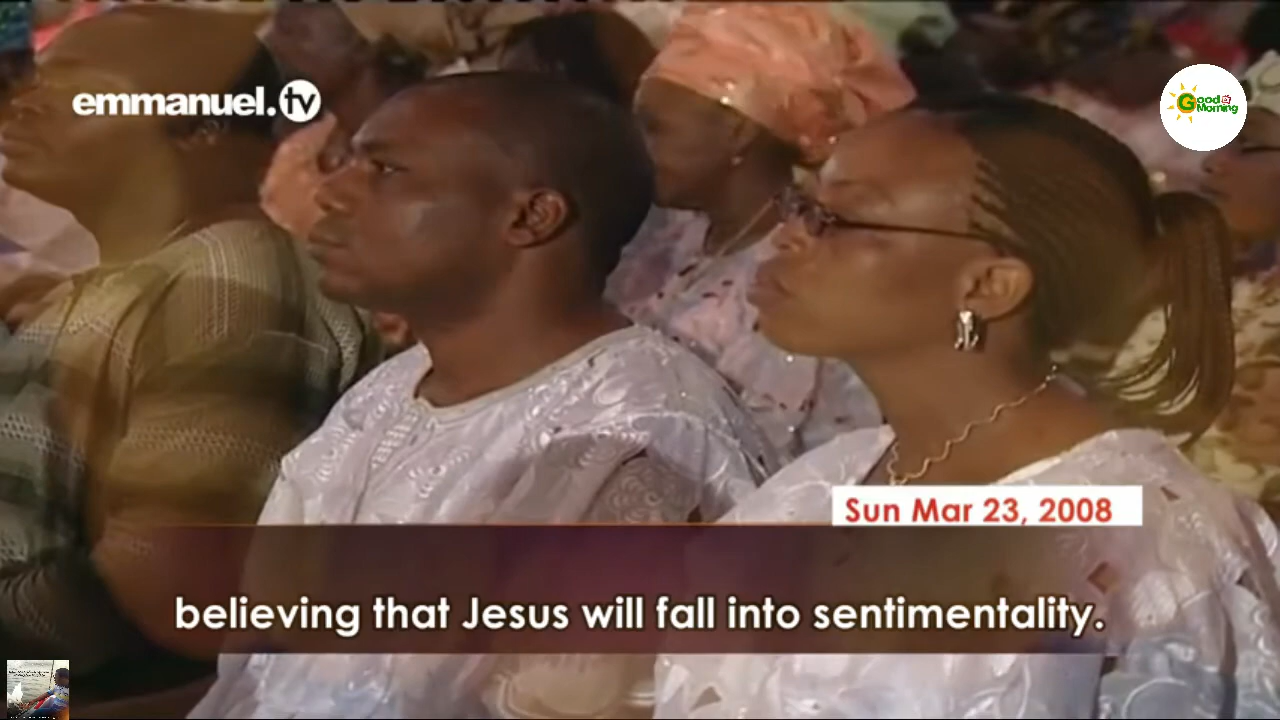 emmanuel.tv
Good Morning
Sun Mar 23, 2008
believing that Jesus will fall into sentimentality.